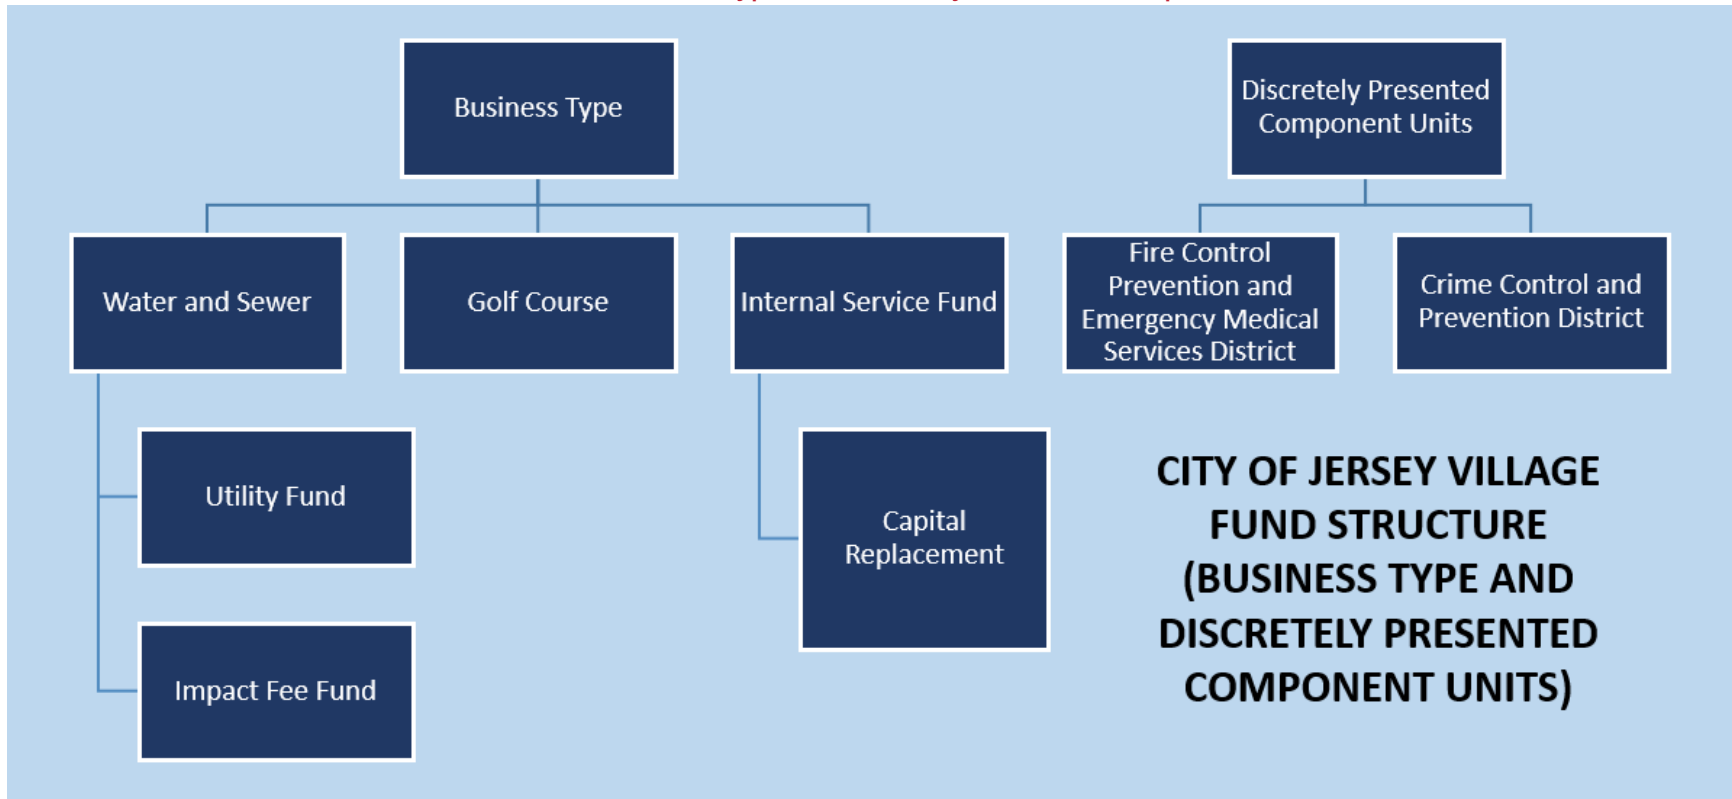 Business Type
Discretely Presented
Component Units
Water and Sewer
Golf Course
Internal Service Fund
Fire Control
Prevention and
Emergency Medical
Services District
Crime Control and
Prevention District
Utility Fund
Capital
Replacement
Impact Fee Fund
CITY OF JERSEY VILLAGE
FUND STRUCTURE
(BUSINESS TYPE AND
DISCRETELY PRESENTED
COMPONENT UNITS)